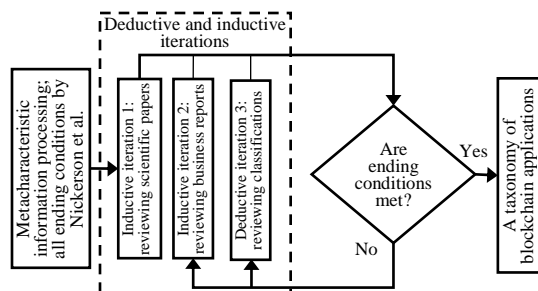 Deductive and inductive
iterations
Metacharacteristic
information processing;
all ending conditions by
Nickerson et al.
Inductive iteration 1:
reviewing scientific papers
Inductive iteration 2:
reviewing business reports
Deductive iteration 3:
reviewing classifications
Are
ending
conditions
met?
Yes
No
A taxonomy of
blockchain applications